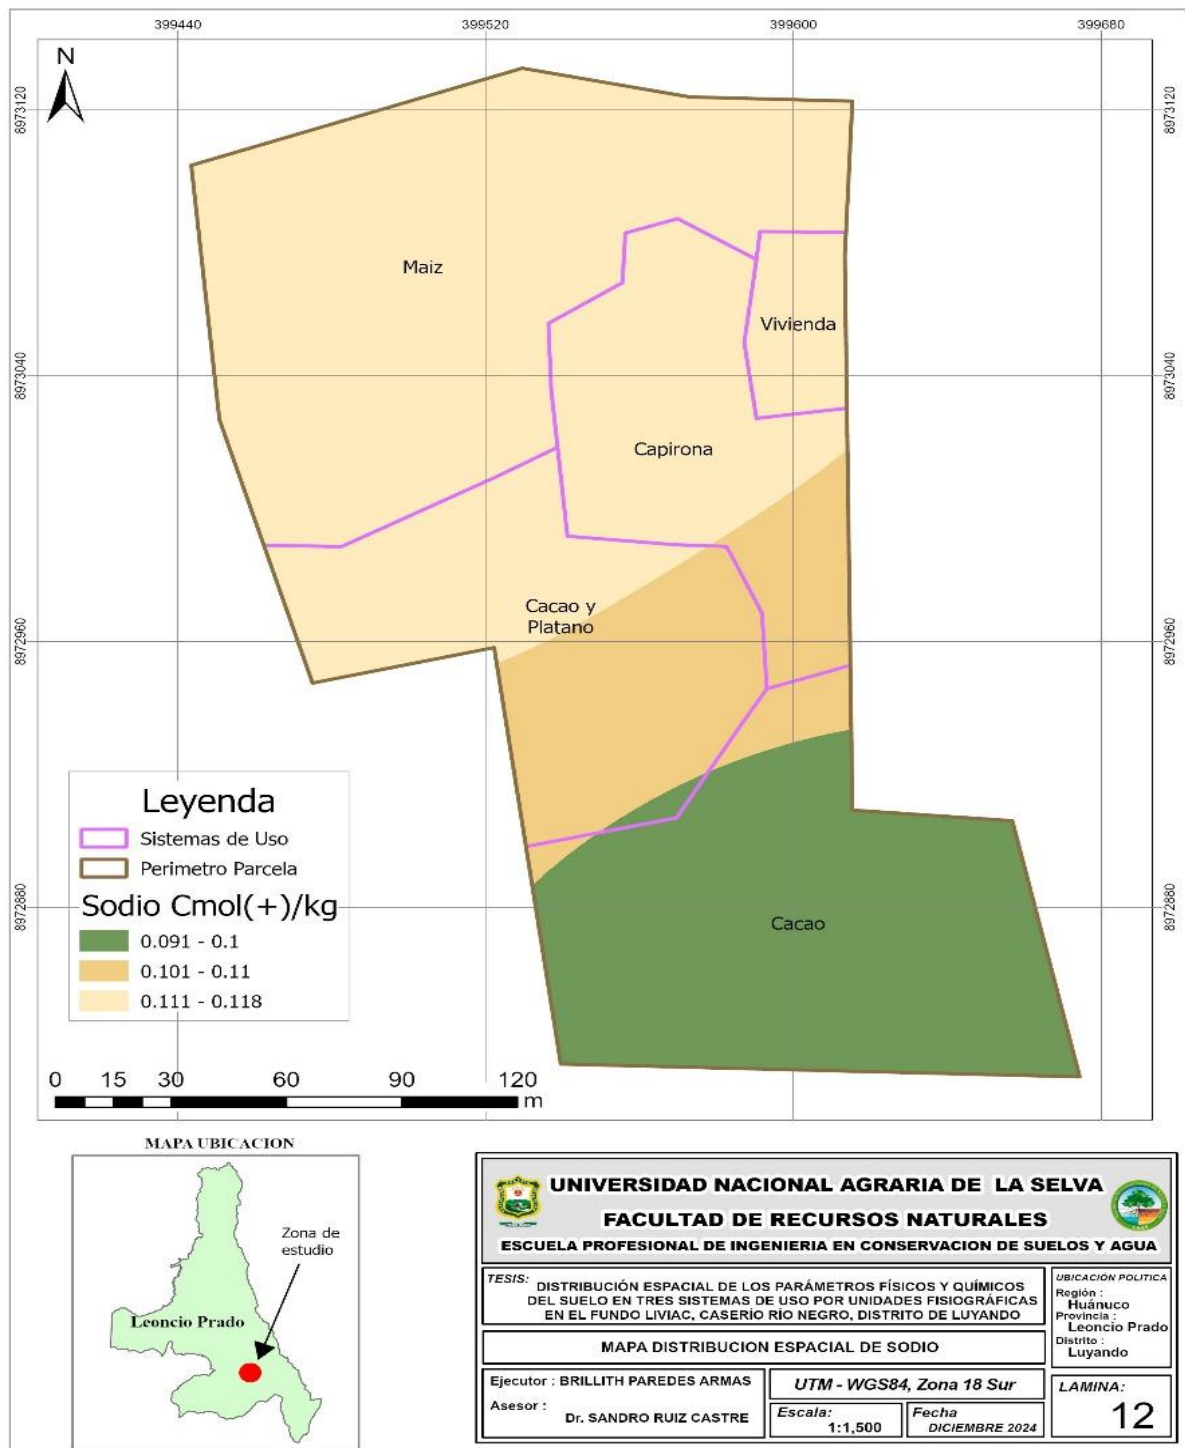 399440
399520
399600
399680
N
8973120
8973120
Maiz
Vivienda
8973040
8973040
Capirona
Cacao y
Platano
8972960
8972960
Leyenda
Sistemas de Uso
Perimetro Parcela
Sodio Cmol(+)/kg
0.091 - 0.1
0.101 - 0.11
0.111 - 0.118
8972880
8972880
Cacao
0 15 30 60 90 120
m
MAPA UBICACION
Zona de
estudio
Leoncio Prado
UNIVERSIDAD NACIONAL AGRARIA DE LA SELVA
FACULTAD DE RECURSOS NATURALES
ESCUELA PROFESIONAL DE INGENIERIA EN CONSERVACION DE SUELOS Y AGUA
TESIS: DISTRIBUCIÓN ESPACIAL DE LOS PARÁMETROS FÍSICOS Y QUÍMICOS
DEL SUELO EN TRES SISTEMAS DE USO POR UNIDADES FISIOGRÁFICAS
EN EL FUNDO LIVIAC, CASERÍO RÍO NEGRO, DISTRITO DE LUYANDO
UBICACIÓN POLITICA
Región :
Huánuco
Provincia :
Leoncio Prado
Distrito :
Luyando
MAPA DISTRIBUCION ESPACIAL DE SODIO
Ejecutor : BRILLITH PAREDES ARMAS
Asesor :
Dr. SANDRO RUIZ CASTRE
UTM - WGS84, Zona 18 Sur
Escala:
1:1,500
Fecha
DICIEMBRE 2024
LAMINA:
12